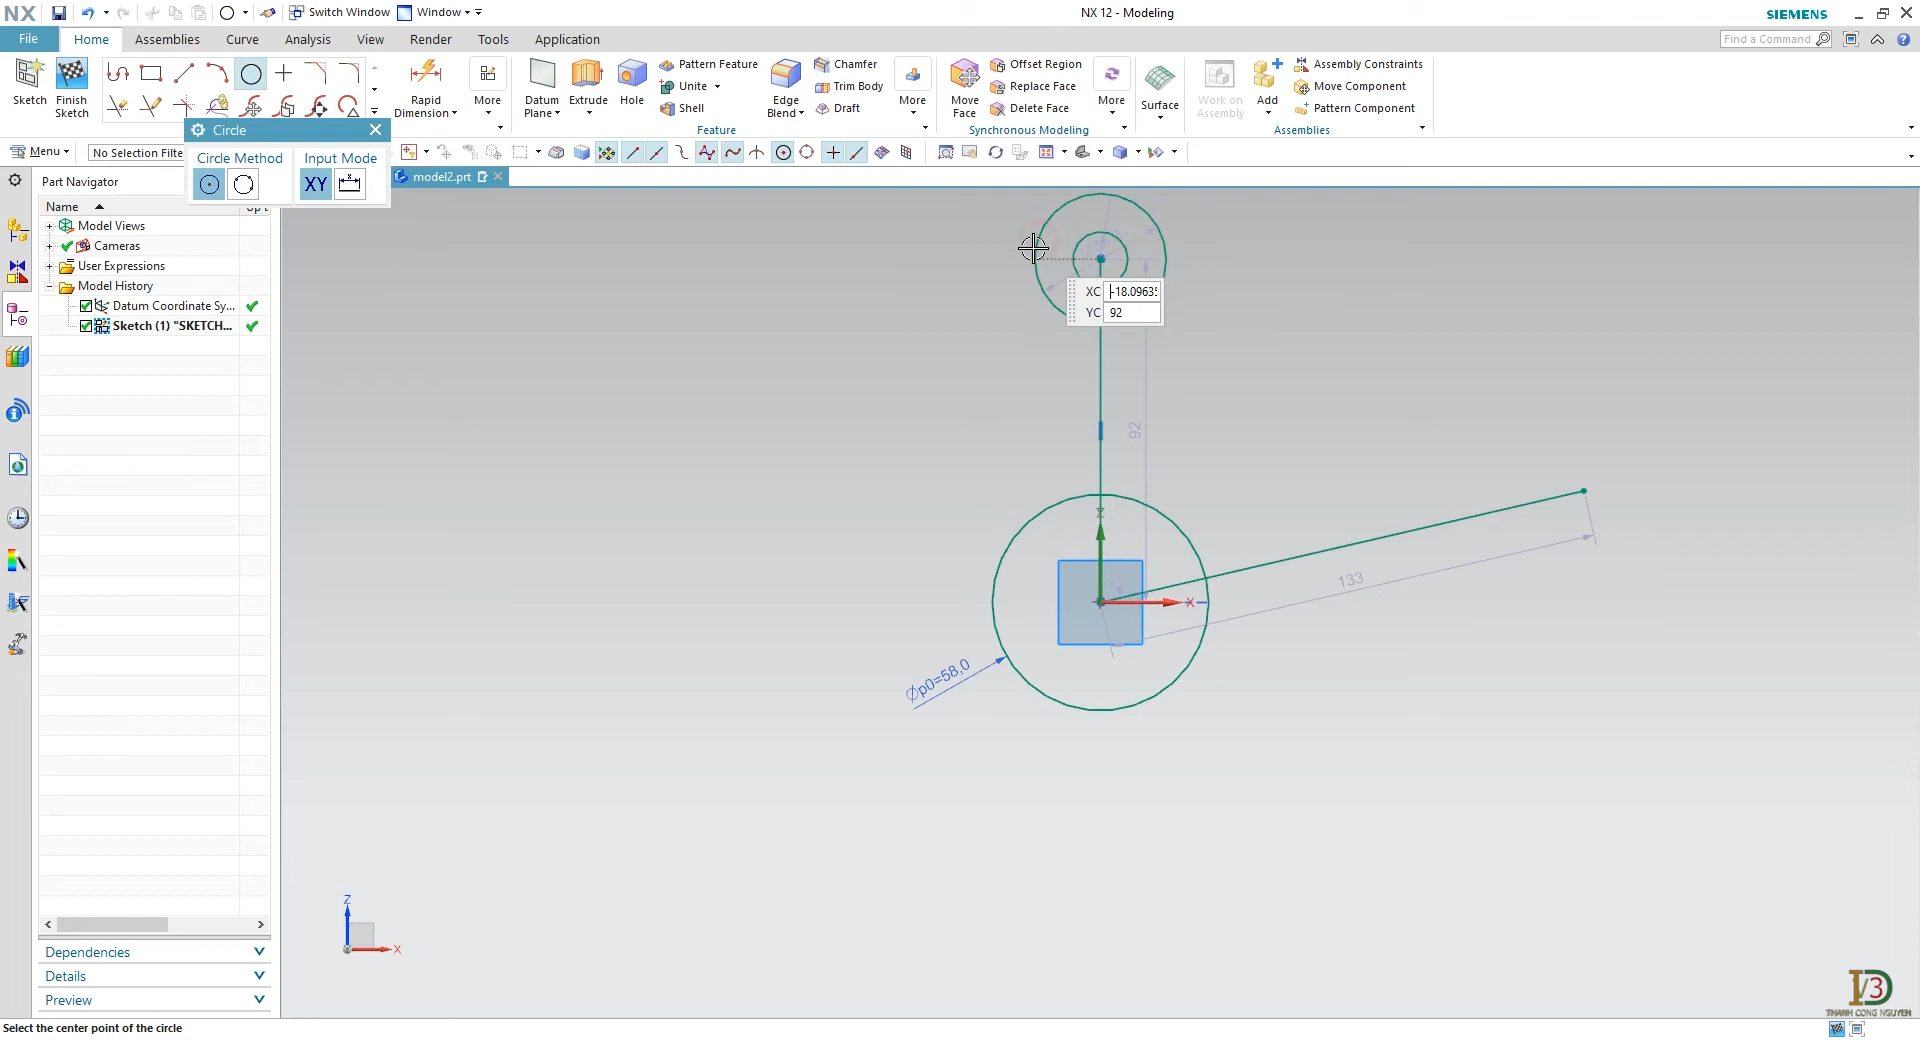 NX
Switch Window
Window
NX 12 - Modeling
SIEMENS
File
Home
Assemblies
Curve
Analysis
View
Render
Tools
Application
Find a Command
Sketch
Finish Sketch
Rapid Dimension
More
Datum Plane
Extrude
Hole
Pattern Feature
Unite
Shell
Edge Blend
Chamfer
Trim Body
Draft
More
Feature
Move Face
Offset Region
Replace Face
Delete Face
More
Synchronous Modeling
Surface
Work on Assembly
Add
Assembly Constraints
Move Component
Pattern Component
Assemblies
Menu
No Selection Filte
Circle
Circle Method
Input Mode
XY
model2.prt
Part Navigator
Name
Model Views
Cameras
User Expressions
Model History
Datum Coordinate Sy...
Sketch (1) "SKETCH...
XC
-18.0963
YC
92
92
133
Øp0=58,0
Z
X
Z
X
Dependencies
Details
Preview
Select the center point of the circle
THANH CONG NGUYEN